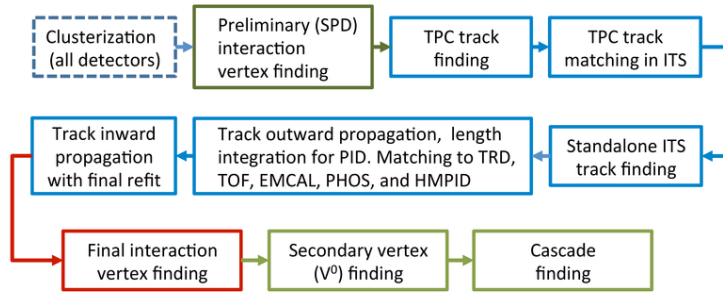 Clusterization
(all detectors)
Preliminary (SPD)
interaction
vertex finding
TPC track
finding
TPC track
matching in ITS
Track inward
propagation
with final refit
Track outward propagation, length
integration for PID. Matching to TRD,
TOF, EMCAL, PHOS, and HMPID
Standalone ITS
track finding
Final interaction
vertex finding
Secondary vertex
(V⁰) finding
Cascade
finding